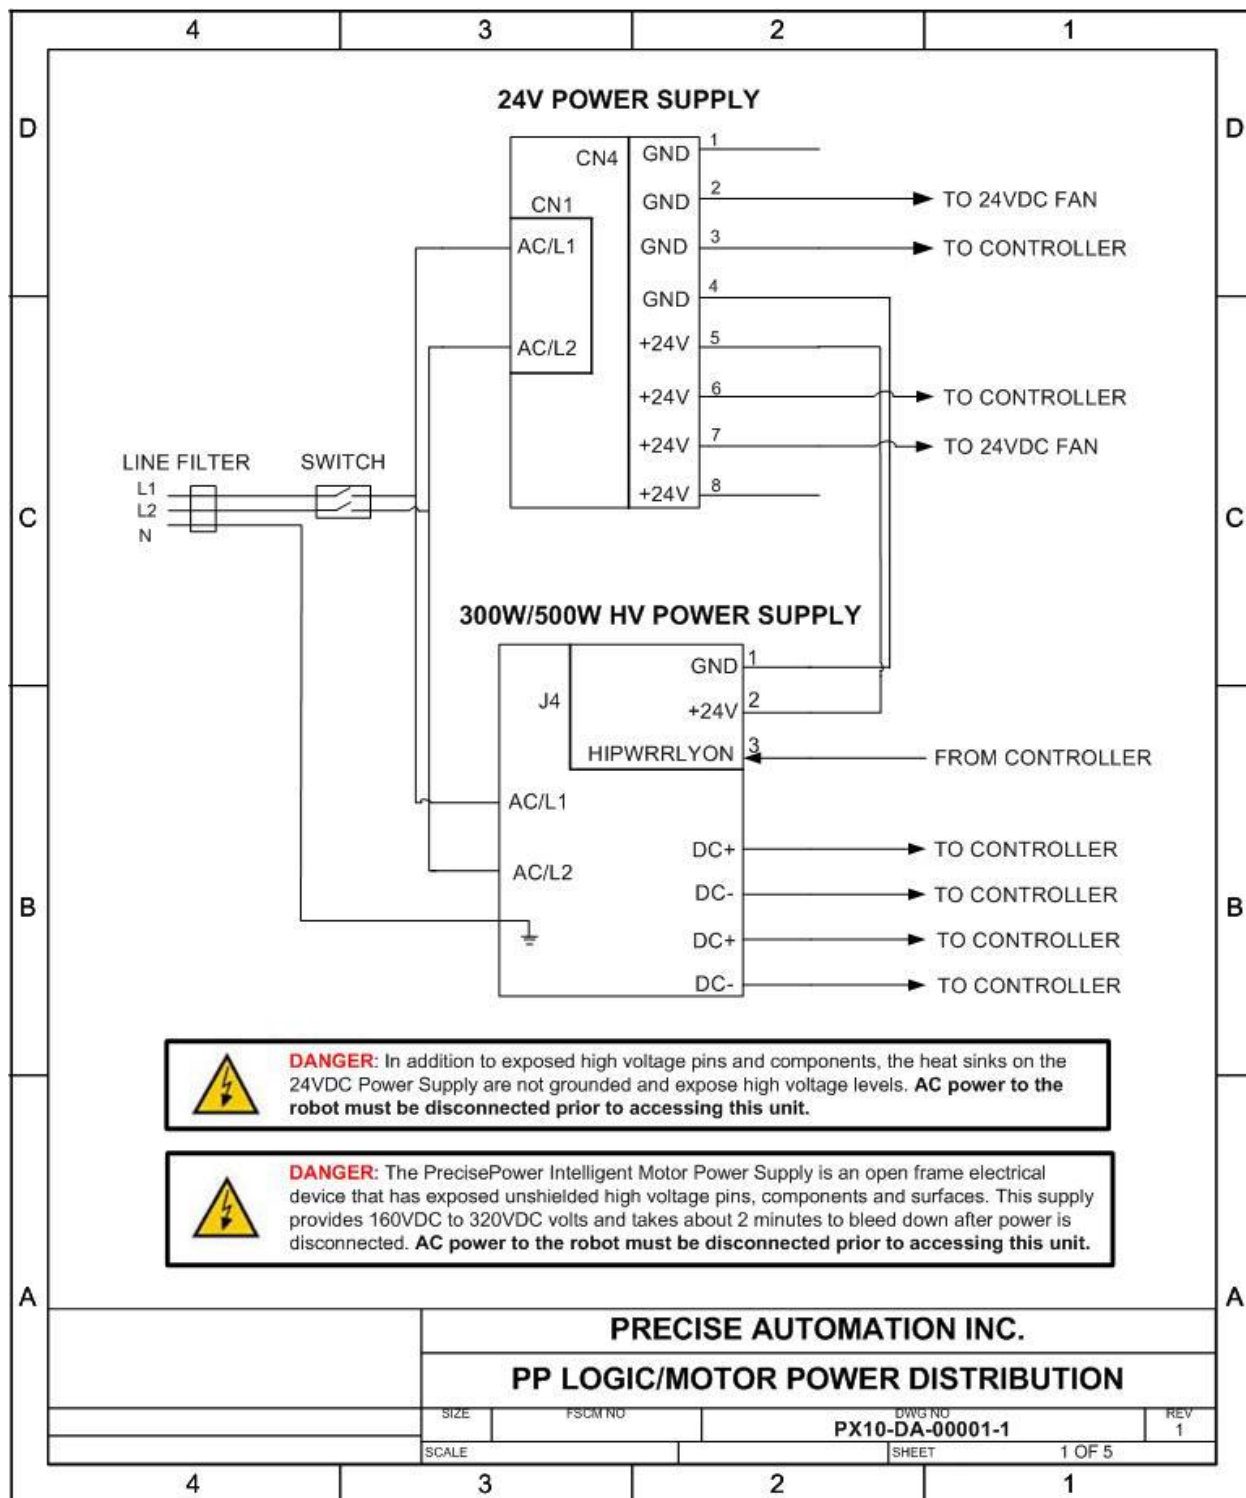 4 3 2 1
24V POWER SUPPLY
D D
CN4 GND 1
CN1 GND 2 TO 24VDC FAN
AC/L1 GND 3 TO CONTROLLER
GND 4
AC/L2 +24V 5
+24V 6 TO CONTROLLER
+24V 7 TO 24VDC FAN
+24V 8
LINE FILTER SWITCH
L1
L2
N
C C
300W/500W HV POWER SUPPLY
GND 1
J4 +24V 2
HIPWRRLYON 3 FROM CONTROLLER
AC/L1
DC+ TO CONTROLLER
AC/L2
DC- TO CONTROLLER
B B
DC+ TO CONTROLLER
DC- TO CONTROLLER
DANGER: In addition to exposed high voltage pins and components, the heat sinks on the
24VDC Power Supply are not grounded and expose high voltage levels. AC power to the
robot must be disconnected prior to accessing this unit.
DANGER: The PrecisePower Intelligent Motor Power Supply is an open frame electrical
device that has exposed unshielded high voltage pins, components and surfaces. This supply
provides 160VDC to 320VDC volts and takes about 2 minutes to bleed down after power is
disconnected. AC power to the robot must be disconnected prior to accessing this unit.
A A
PRECISE AUTOMATION INC.
PP LOGIC/MOTOR POWER DISTRIBUTION
SIZE FSCM NO DWG NO REV
PX10-DA-00001-1 1
SCALE SHEET 1 OF 5
4 3 2 1